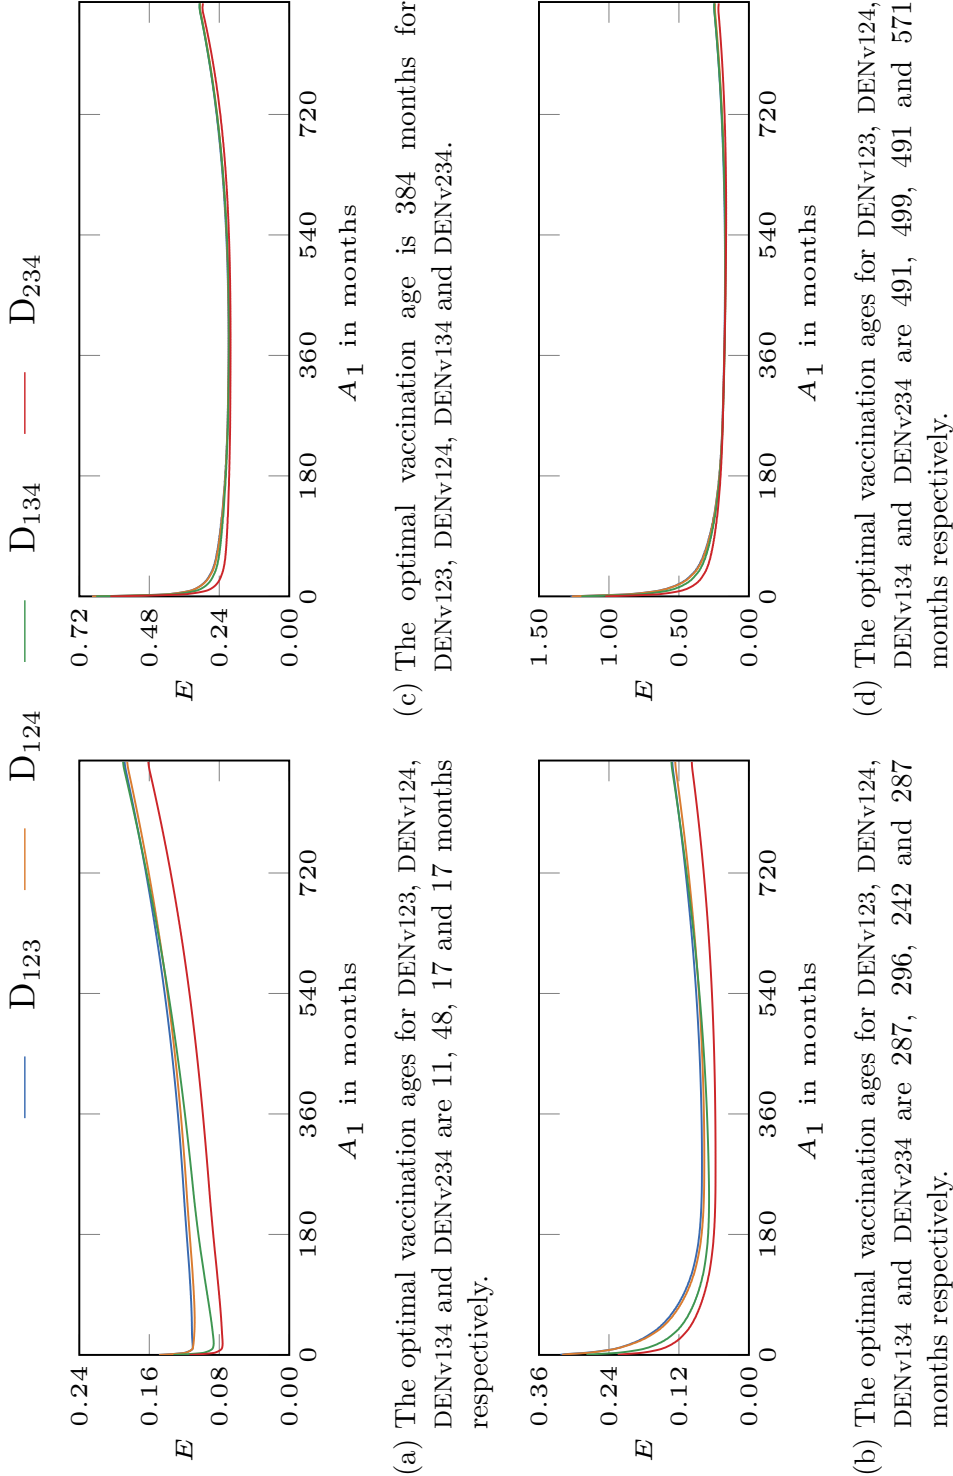 D123 D124 D134 D234
0.24
0.16
0.08
0.00
E
0 180 360 540 720
A1 in months
(a) The optimal vaccination ages for DENv123, DENv124,
DENv134 and DENv234 are 11, 48, 17 and 17 months
respectively.
0.36
0.24
0.12
0.00
E
0 180 360 540 720
A1 in months
(b) The optimal vaccination ages for DENv123, DENv124,
DENv134 and DENv234 are 287, 296, 242 and 287
months respectively.
0.72
0.48
0.24
0.00
E
0 180 360 540 720
A1 in months
(c) The optimal vaccination age is 384 months for
DENv123, DENv124, DENv134 and DENv234.
1.50
1.00
0.50
0.00
E
0 180 360 540 720
A1 in months
(d) The optimal vaccination ages for DENv123, DENv124,
DENv134 and DENv234 are 491, 499, 491 and 571
months respectively.